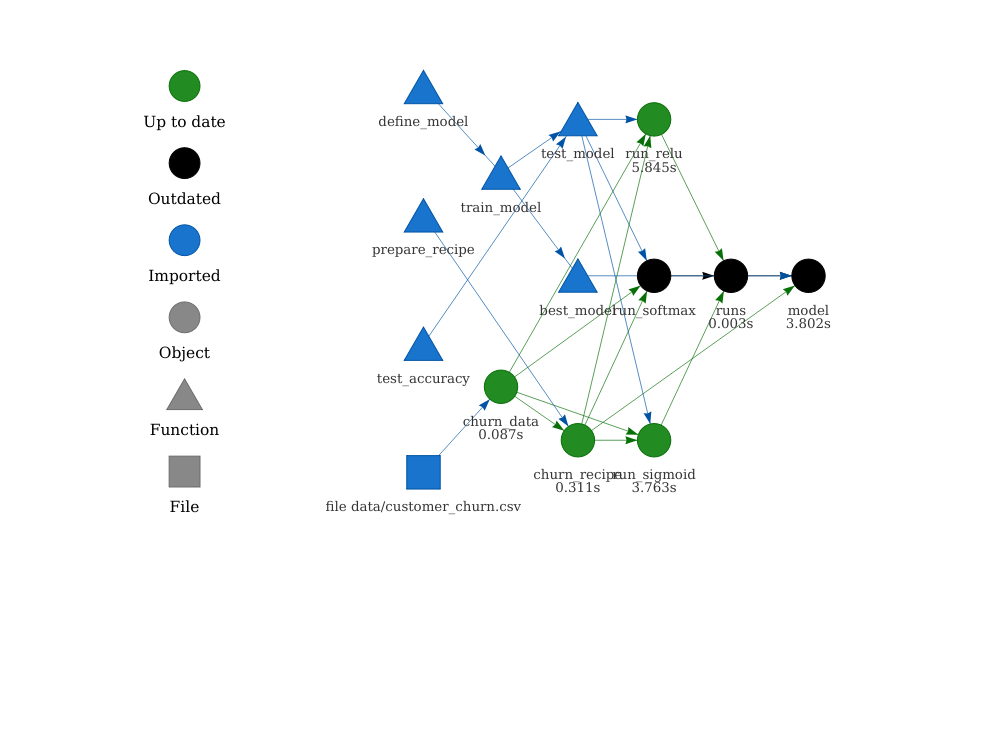 Up to date
Outdated
Imported
Object
Function
File
define_model
test_model
run_relu
5.845s
train_model
prepare_recipe
best_model
run_softmax
runs
0.003s
model
3.802s
test_accuracy
churn_data
0.087s
churn_recipe
0.311s
run_sigmoid
3.763s
file data/customer_churn.csv